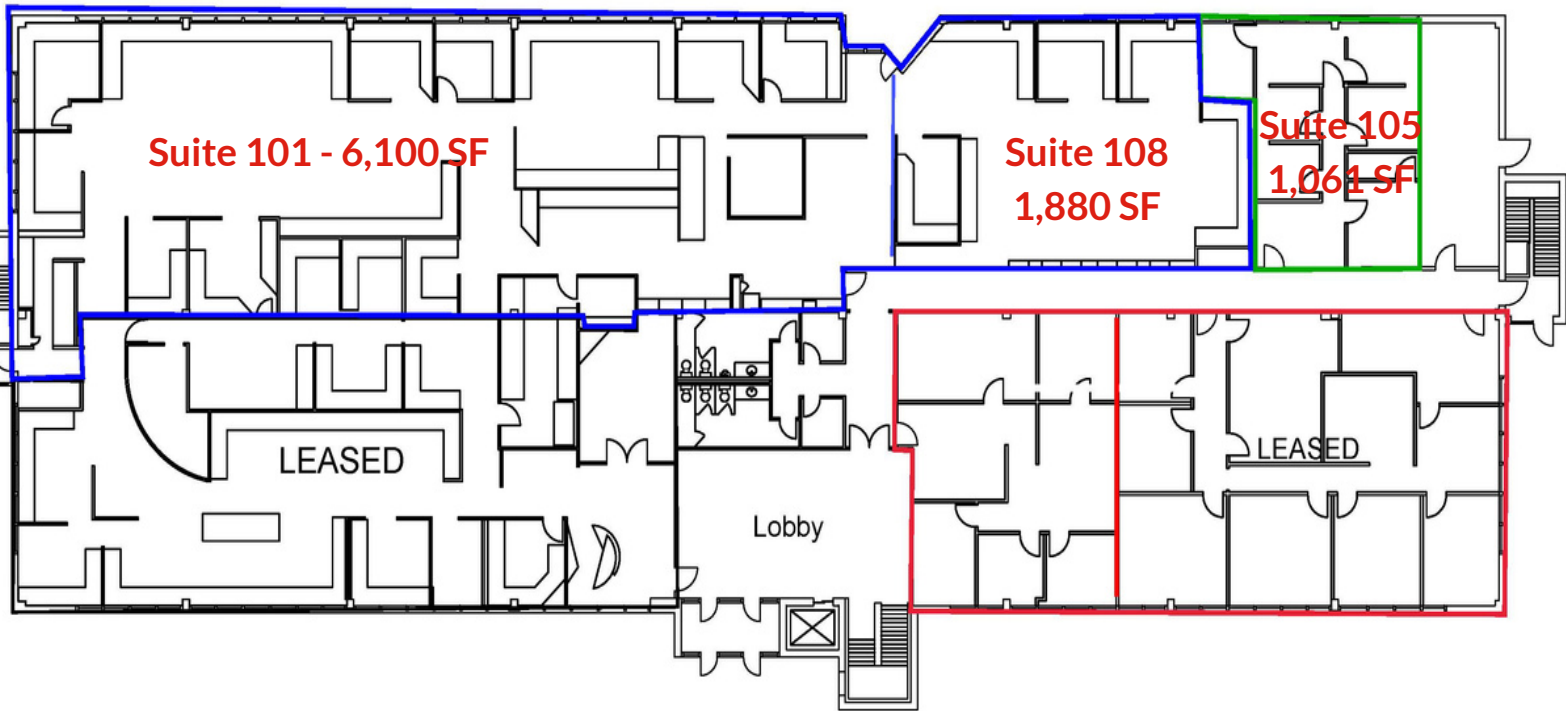 Suite 101 - 6,100 SF
Suite 108
1,880 SF
Suite 105
1,061 SF
LEASED
LEASED
Lobby